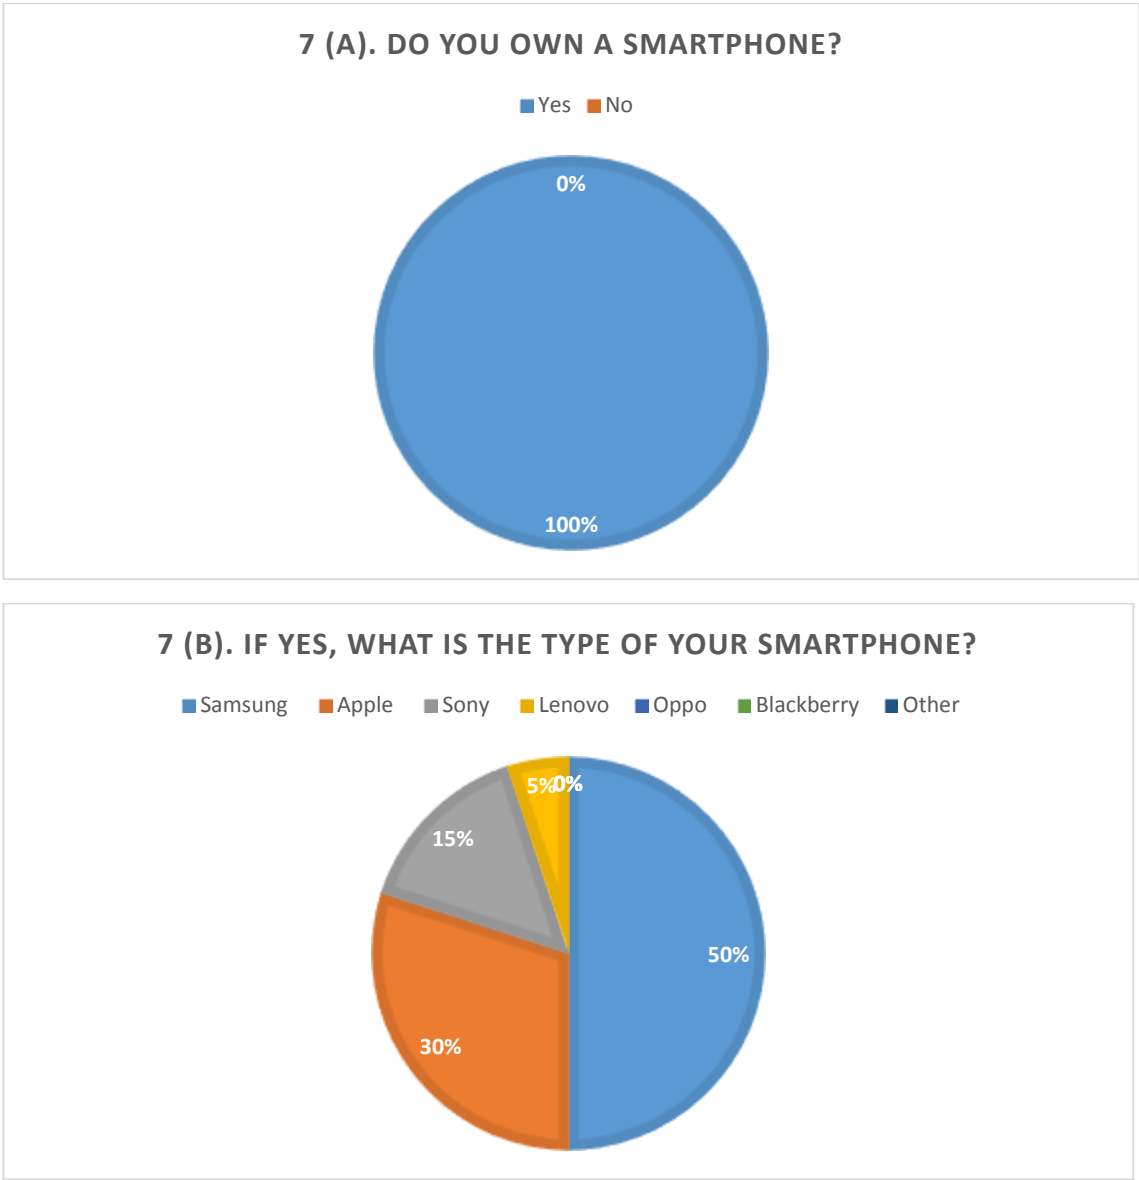 7 (A). DO YOU OWN A SMARTPHONE?
Yes No
0%
100%
7 (B). IF YES, WHAT IS THE TYPE OF YOUR SMARTPHONE?
Samsung Apple Sony Lenovo Oppo Blackberry Other
5% 0%
15%
50%
30%